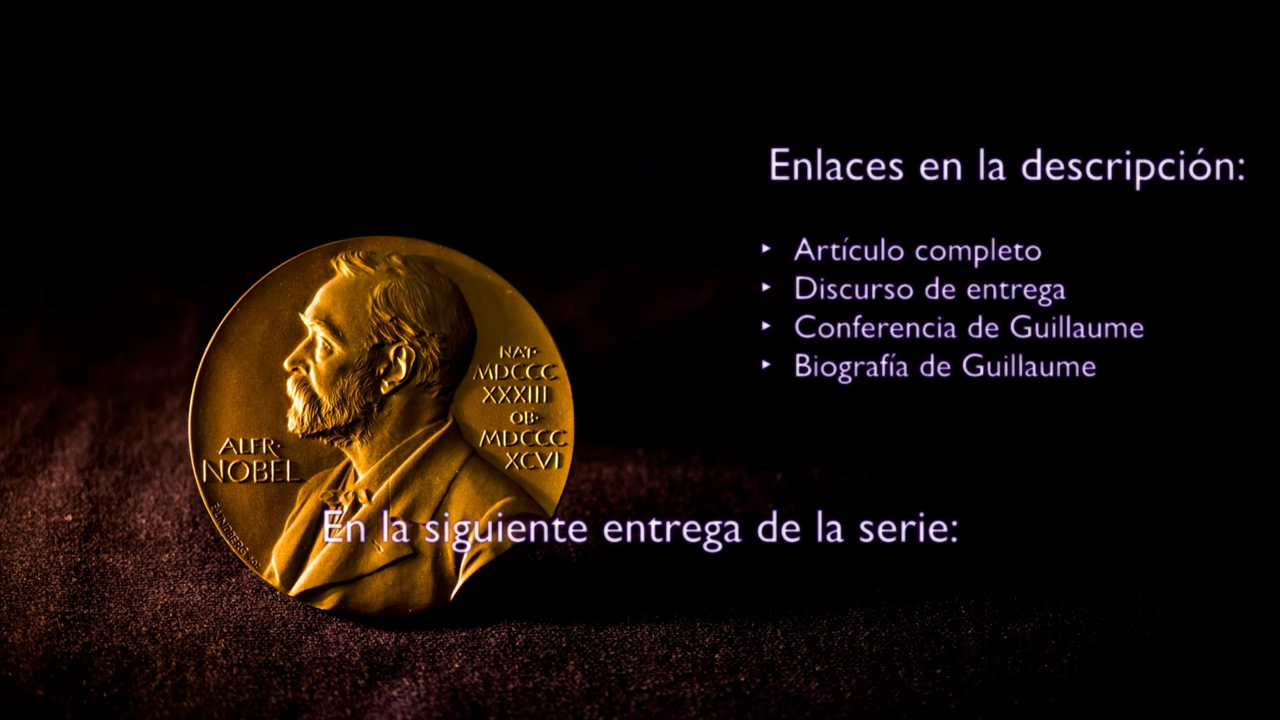 Enlaces en la descripción:
‣ Artículo completo
‣ Discurso de entrega
‣ Conferencia de Guillaume
‣ Biografía de Guillaume
ALFR·
NOBEL
NAT·
MDCCC
XXXIII
OB·
MDCCC
XCVI
En la siguiente entrega de la serie: